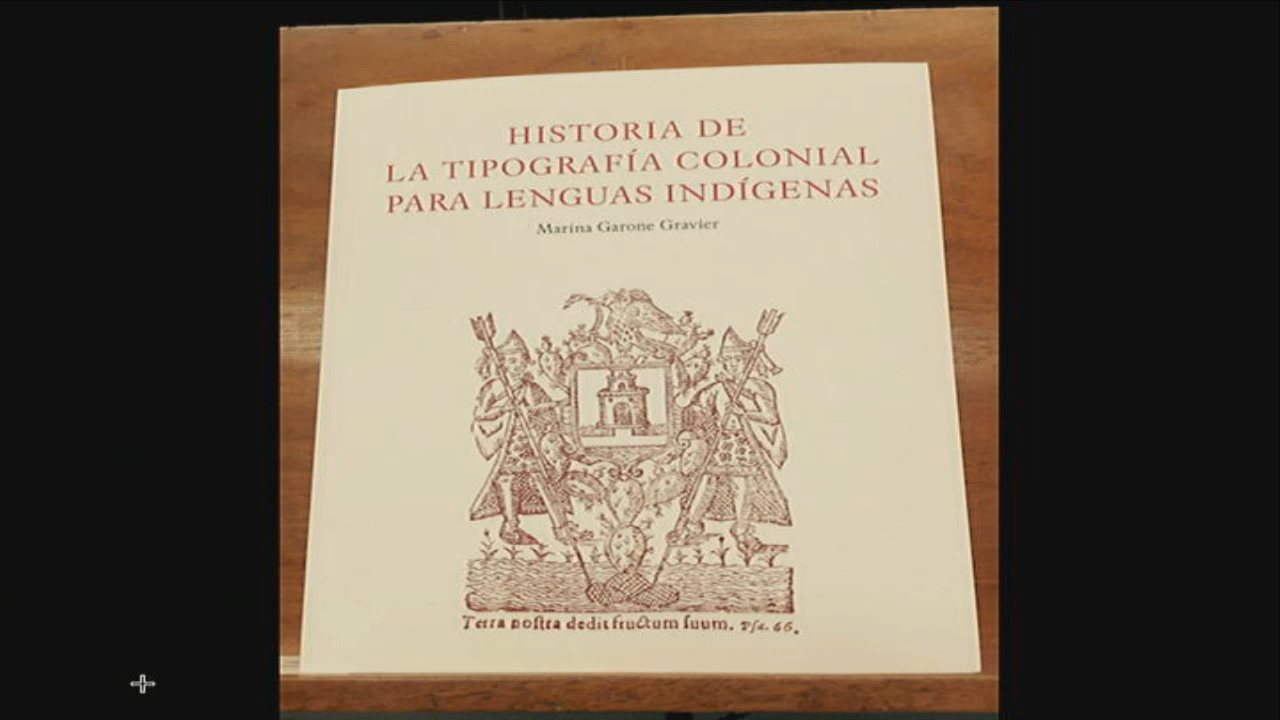 HISTORIA DE
LA TIPOGRAFÍA COLONIAL
PARA LENGUAS INDÍGENAS
Marina Garone Gravier
Terra noſtra dedit fructum ſuum. Pſa. 66.